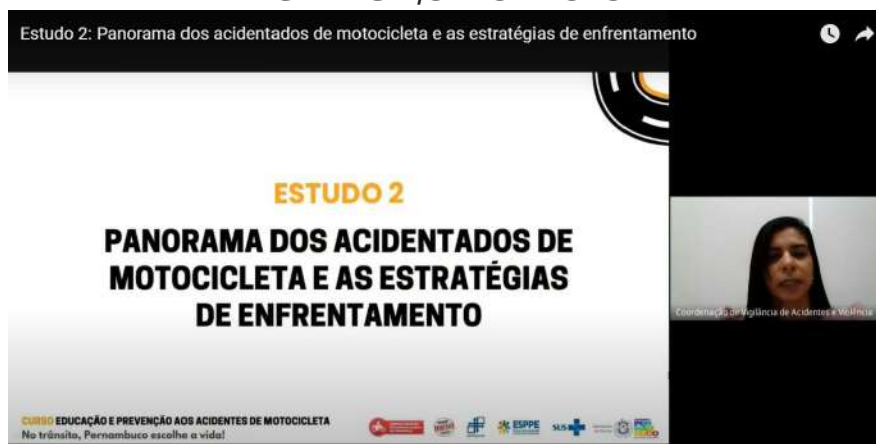 Estudo 2: Panorama dos acidentados de motocicleta e as estratégias de enfrentamento
ESTUDO 2
PANORAMA DOS ACIDENTADOS DE
MOTOCICLETA E AS ESTRATÉGIAS
DE ENFRENTAMENTO
Coordenação de Vigilância de Acidentes e Violência
CURSO EDUCAÇÃO E PREVENÇÃO AOS ACIDENTES DE MOTOCICLETA
No trânsito, Pernambuco escolhe a vida!
ESPPE
SUS